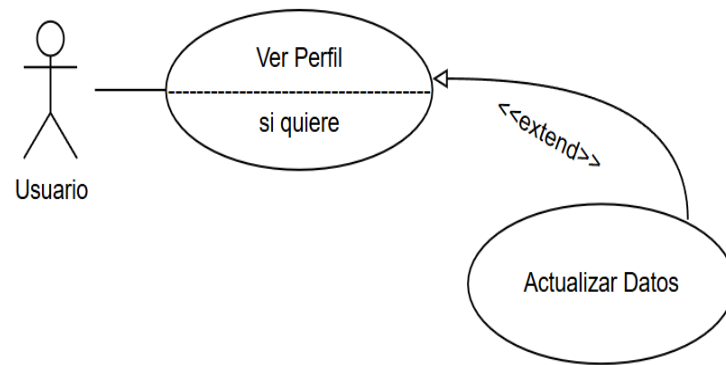 Ver Perfil
si quiere
<<extend>>
Usuario
Actualizar Datos